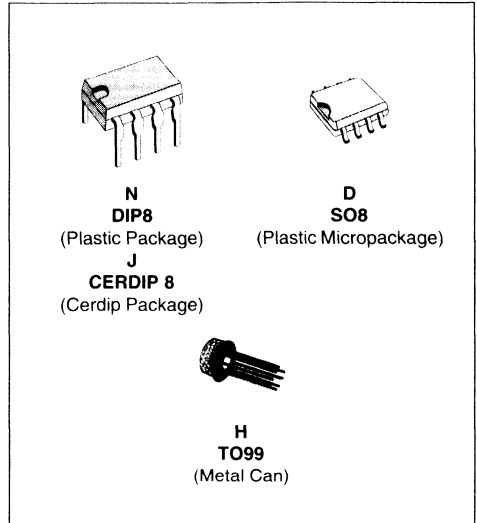 N
DIP8
(Plastic Package)
J
CERDIP 8
(Cerdip Package)
D
SO8
(Plastic Micropackage)
H
TO99
(Metal Can)